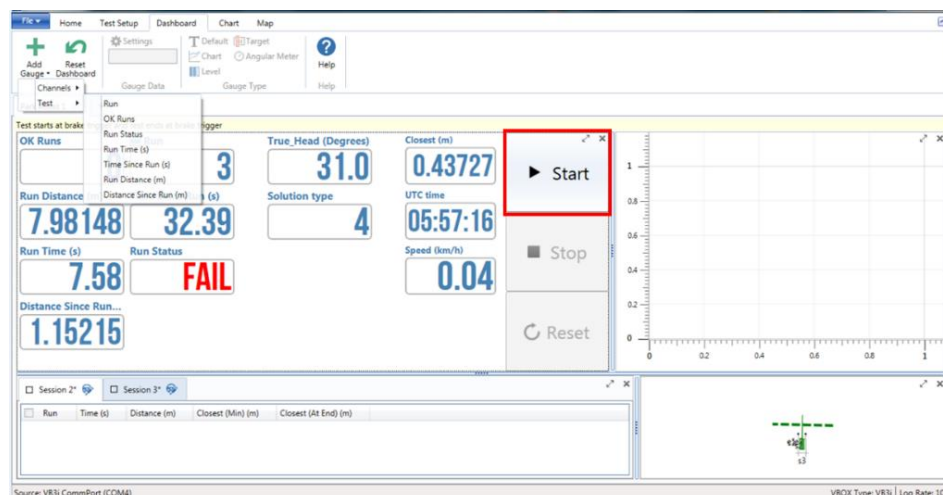 File Home Test Setup Dashboard Chart Map
Add Gauge Reset Dashboard Settings Default Target Help
Chart Angular Meter
Level
Gauge Data Gauge Type Help
Channels
Test
Run
OK Runs
Run Status
Run Time (s)
Time Since Run (s)
Run Distance (m)
Distance Since Run (m)
Test starts at brake
OK Runs True_Head (Degrees) Closest (m)
3 31.0 0.43727
Run Distance (s) Solution type UTC time
7.98148 32.39 4 05:57:16
Run Time (s) Run Status Speed (km/h)
7.58 FAIL 0.04
Distance Since Run...
1.15215
Start
Stop
Reset
1
0.8
0.6
0.4
0.2
0
0 0.2 0.4 0.6 0.8 1
Session 2* Session 3*
Run Time (s) Distance (m) Closest (Min) (m) Closest (At End) (m)
s3
Source: VB3i CommPort (COM4) VBOX Type: VB3i Log Rate: 10